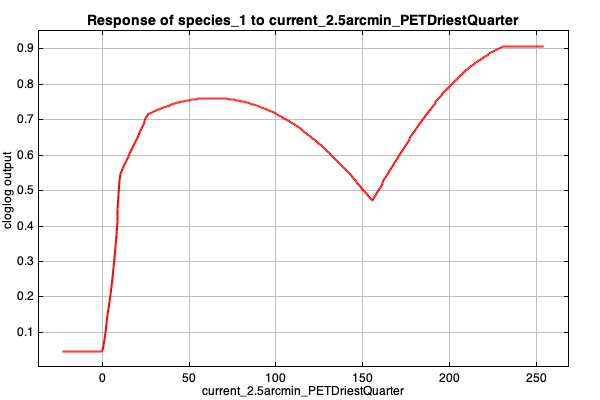 Response of species_1 to current_2.5arcmin_PETDriestQuarter
0.9
0.8
0.7
0.6
0.5
0.4
0.3
0.2
0.1
cloglog output
0 50 100 150 200 250
current_2.5arcmin_PETDriestQuarter